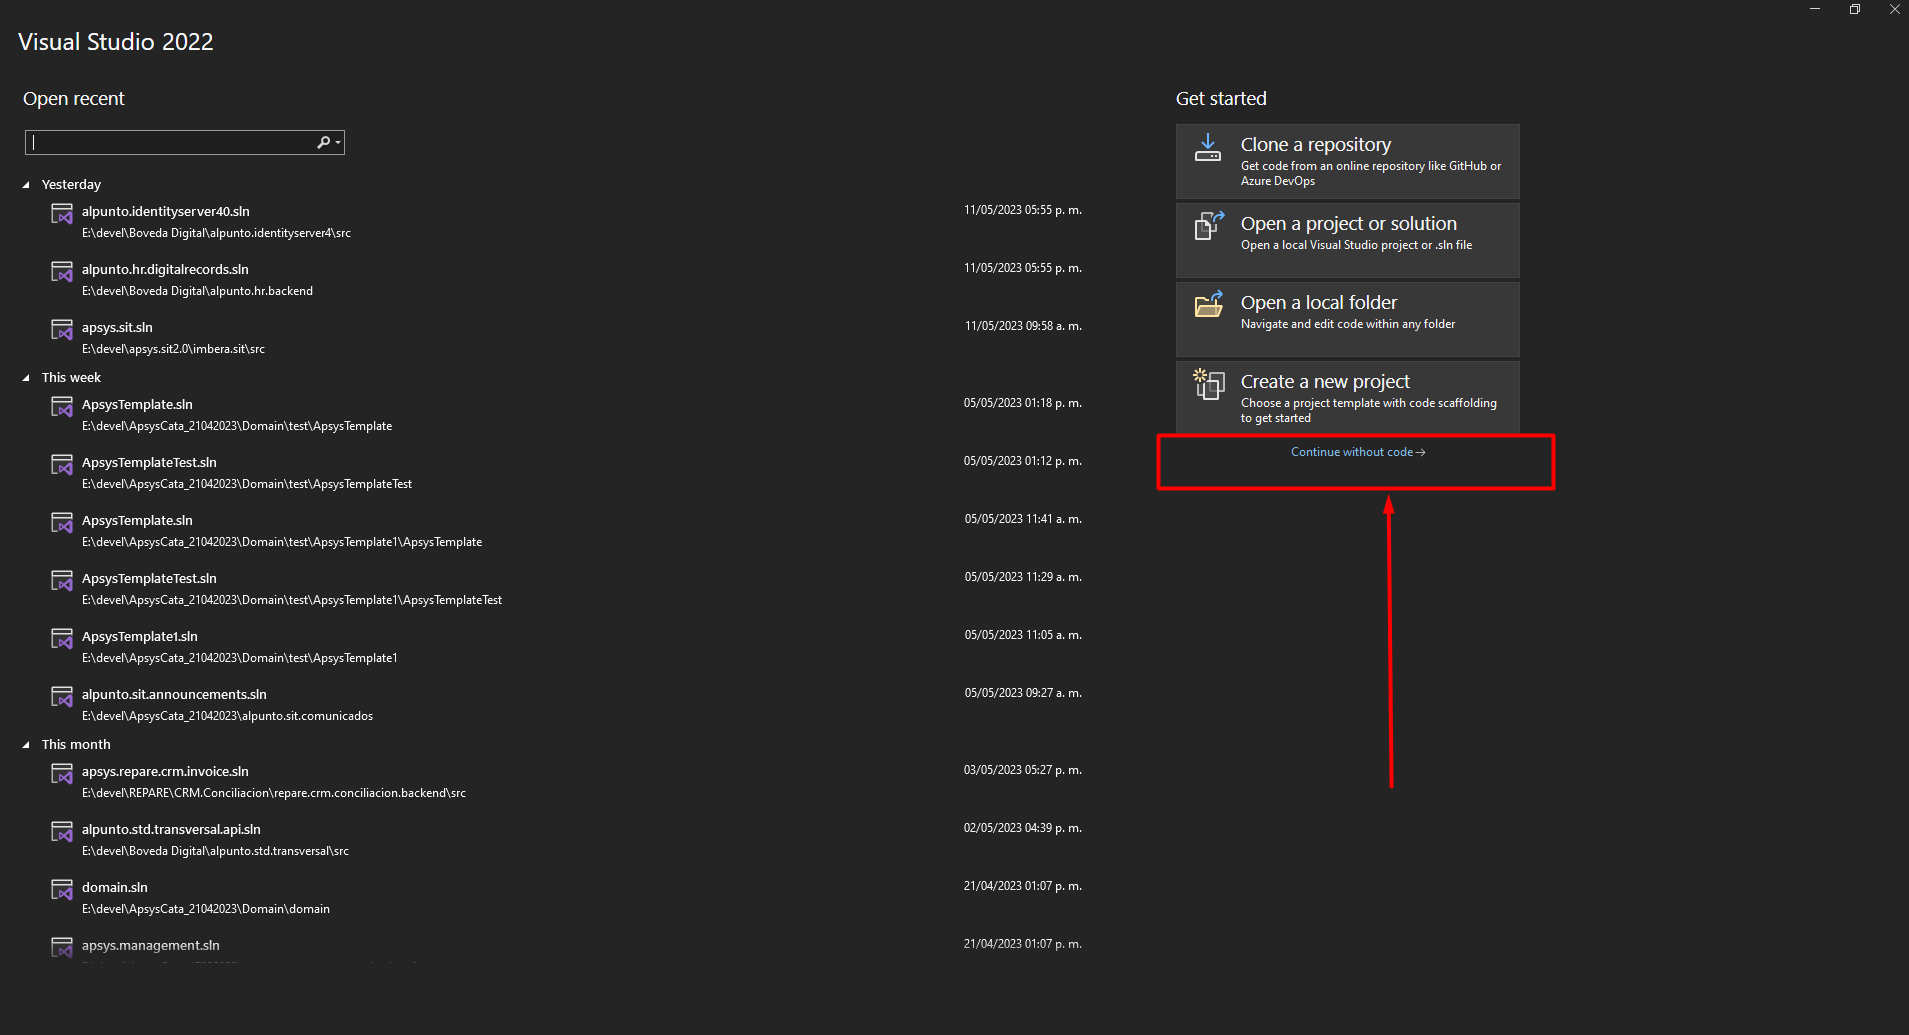 Visual Studio 2022
Open recent
Yesterday
alpunto.identityserver40.sln
11/05/2023 05:55 p. m.
E:\devel\Boveda Digital\alpunto.identityserver4\src
alpunto.hr.digitalrecords.sln
11/05/2023 05:55 p. m.
E:\devel\Boveda Digital\alpunto.hr.backend
apsys.sit.sln
11/05/2023 09:58 a. m.
E:\devel\apsys.sit2.0\imbera.sit\src
This week
ApsysTemplate.sln
05/05/2023 01:18 p. m.
E:\devel\ApsysCata_21042023\Domain\test\ApsysTemplate
ApsysTemplateTest.sln
05/05/2023 01:12 p. m.
E:\devel\ApsysCata_21042023\Domain\test\ApsysTemplateTest
ApsysTemplate.sln
05/05/2023 11:41 a. m.
E:\devel\ApsysCata_21042023\Domain\test\ApsysTemplate1\ApsysTemplate
ApsysTemplateTest.sln
05/05/2023 11:29 a. m.
E:\devel\ApsysCata_21042023\Domain\test\ApsysTemplate1\ApsysTemplateTest
ApsysTemplate1.sln
05/05/2023 11:05 a. m.
E:\devel\ApsysCata_21042023\Domain\test\ApsysTemplate1
alpunto.sit.announcements.sln
05/05/2023 09:27 a. m.
E:\devel\ApsysCata_21042023\alpunto.sit.comunicados
This month
apsys.repare.crm.invoice.sln
03/05/2023 05:27 p. m.
E:\devel\REPARE\CRM.Conciliacion\repare.crm.conciliacion.backend\src
alpunto.std.transversal.api.sln
02/05/2023 04:39 p. m.
E:\devel\Boveda Digital\alpunto.std.transversal\src
domain.sln
21/04/2023 01:07 p. m.
E:\devel\ApsysCata_21042023\Domain\domain
apsys.management.sln
21/04/2023 01:07 p. m.
Get started
Clone a repository
Get code from an online repository like GitHub or
Azure DevOps
Open a project or solution
Open a local Visual Studio project or .sln file
Open a local folder
Navigate and edit code within any folder
Create a new project
Choose a project template with code scaffolding
to get started
Continue without code→